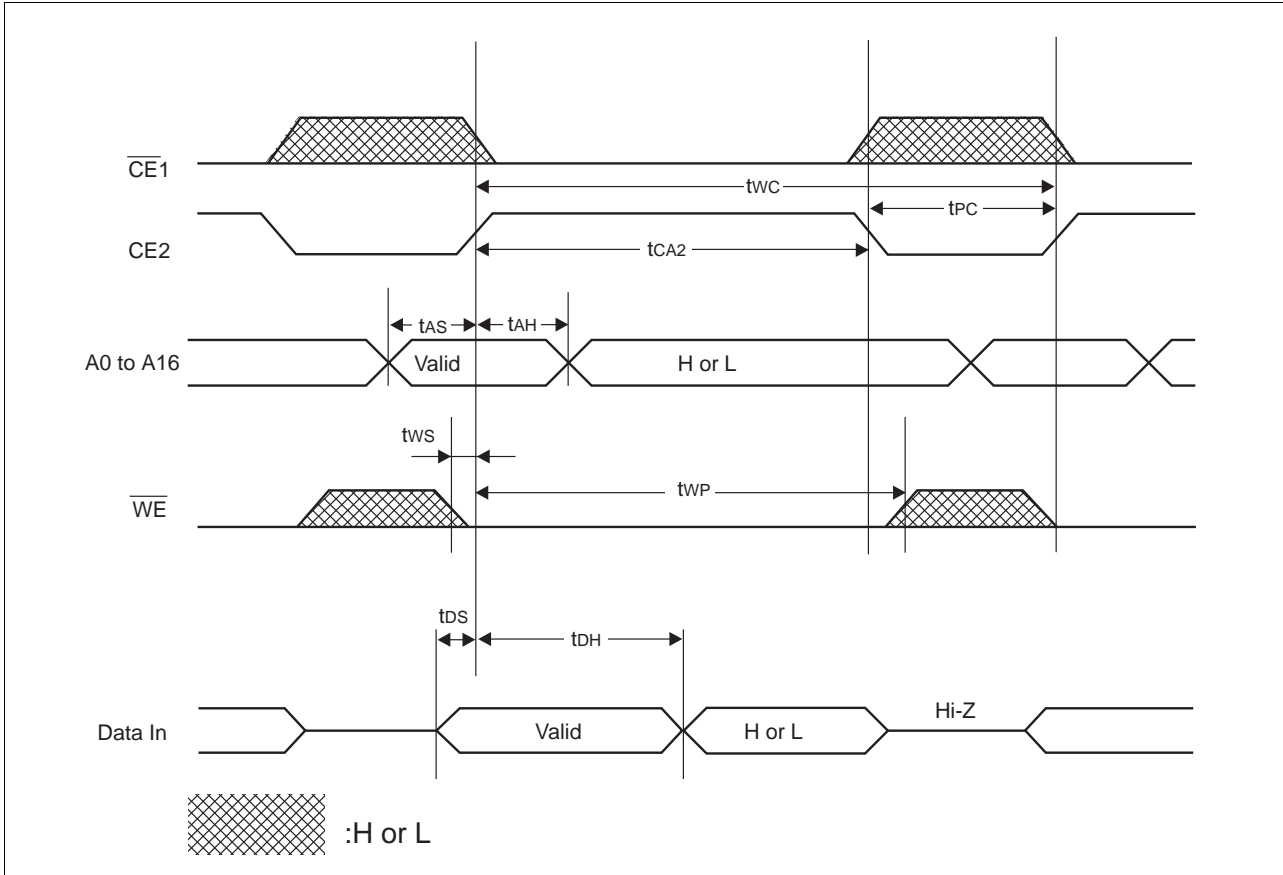 CE1
tWC
tPC
CE2
tCA2
tAS
tAH
A0 to A16
Valid
H or L
tWS
tWP
WE
tDS
tDH
Hi-Z
Data In
Valid
H or L
:H or L